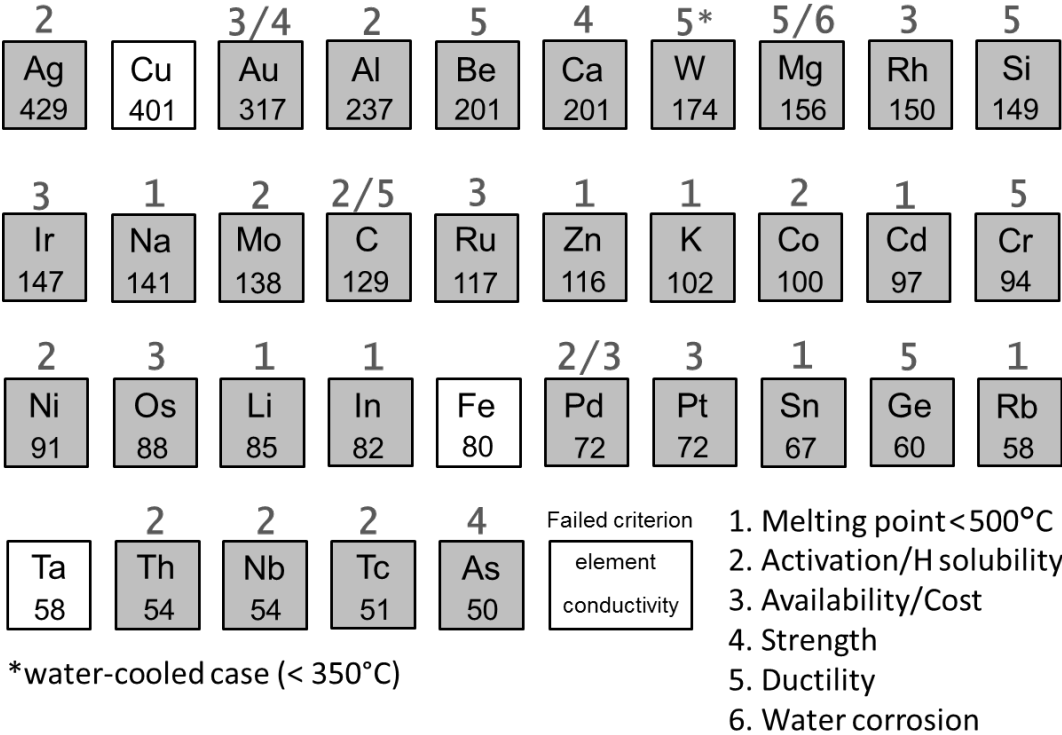 2 3/4 2 5 4 5* 5/6 3 5
Ag Cu Au Al Be Ca W Mg Rh Si
429 401 317 237 201 201 174 156 150 149
3 1 2 2/5 3 1 1 2 1 5
Ir Na Mo C Ru Zn K Co Cd Cr
147 141 138 129 117 116 102 100 97 94
2 3 1 1 2/3 3 1 5 1
Ni Os Li In Fe Pd Pt Sn Ge Rb
91 88 85 82 80 72 72 67 60 58
2 2 2 4
Ta Th Nb Tc As
58 54 54 51 50
Failed criterion
element
conductivity
1. Melting point<500°C
2. Activation/H solubility
3. Availability/Cost
4. Strength
5. Ductility
6. Water corrosion
*water-cooled case (< 350°C)